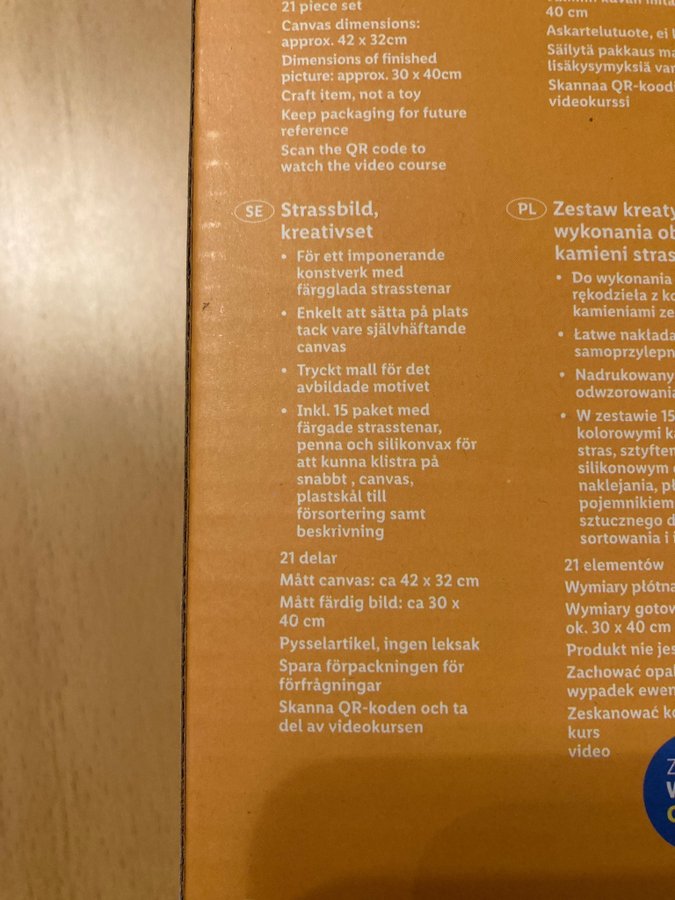 21 piece set
Canvas dimensions:
approx. 42 x 32cm
Dimensions of finished
picture: approx. 30 x 40cm
Craft item, not a toy
Keep packaging for future
reference
Scan the QR code to
watch the video course
40 cm
Askartelutuote, ei
Säilytä pakkaus
lisäkysymyksiä
Skannaa
videokurssi
SE Strassbild,
kreativset
• För ett imponerande
konstverk med
färgglada strasstenar
• Enkelt att sätta på plats
tack vare självhäftande
canvas
• Tryckt mall för det
avbildade motivet
• Inkl. 15 paket med
färgade strasstenar,
penna och silikonvax för
att kunna klistra på
snabbt , canvas,
plastskål till
försortering samt
beskrivning
21 delar
Mått canvas: ca 42 x 32 cm
Mått färdig bild: ca 30 x
40 cm
Pysselartikel, ingen leksak
Spara förpackningen för
förfrågningar
Skanna QR-koden och ta
del av videokursen
PL Zestaw
wykonania
kamieni
• Do wykonania
rękodzieła z
kamieniami
• Łatwe
• Nadrukowany
• W zestawie 15
kolorowymi
stras,
silikonowym
naklejania,
pojemnikiem
sztucznego
sortowania i
21 elementów
Wymiary
Wymiary
ok. 30 x 40 cm
Produkt nie
Zachować
wypadek
Zeskanować
kurs
video